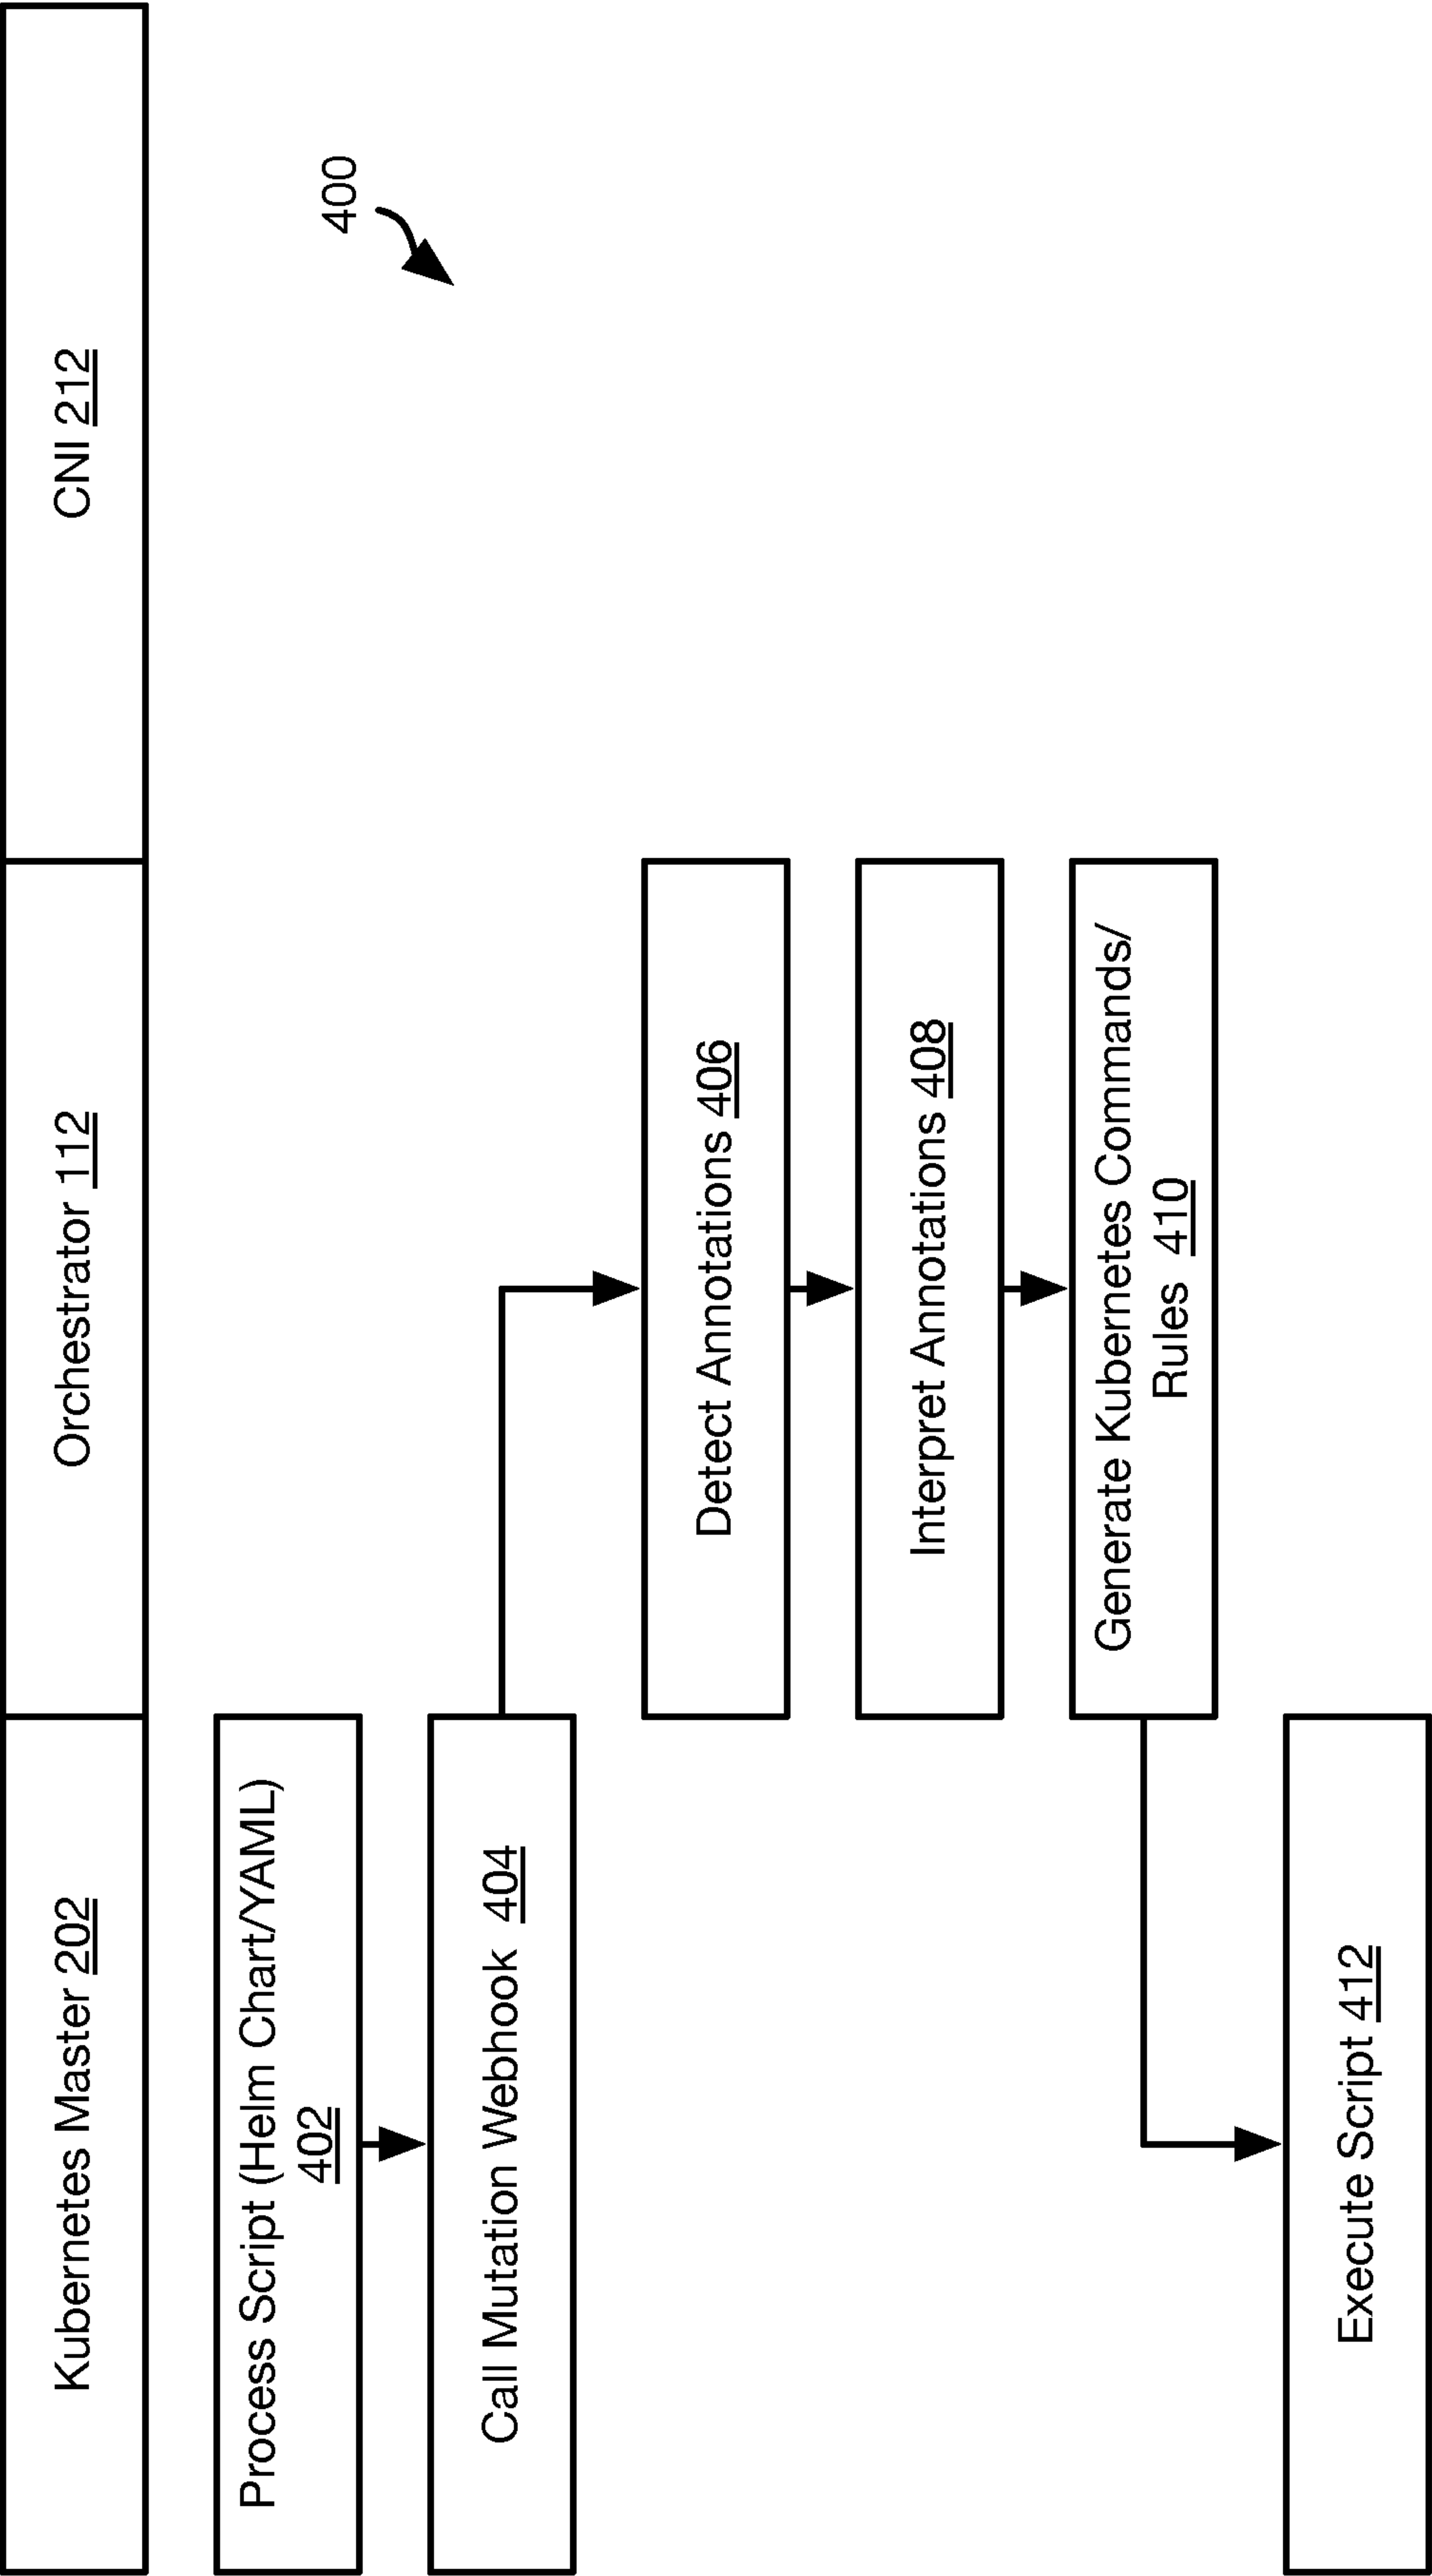 Kubernetes Master 202
Orchestrator 112
CNI 212
400
Process Script (Helm Chart/YAML)
402
Call Mutation Webhook 404
Detect Annotations 406
Interpret Annotations 408
Generate Kubernetes Commands/
Rules 410
Execute Script 412